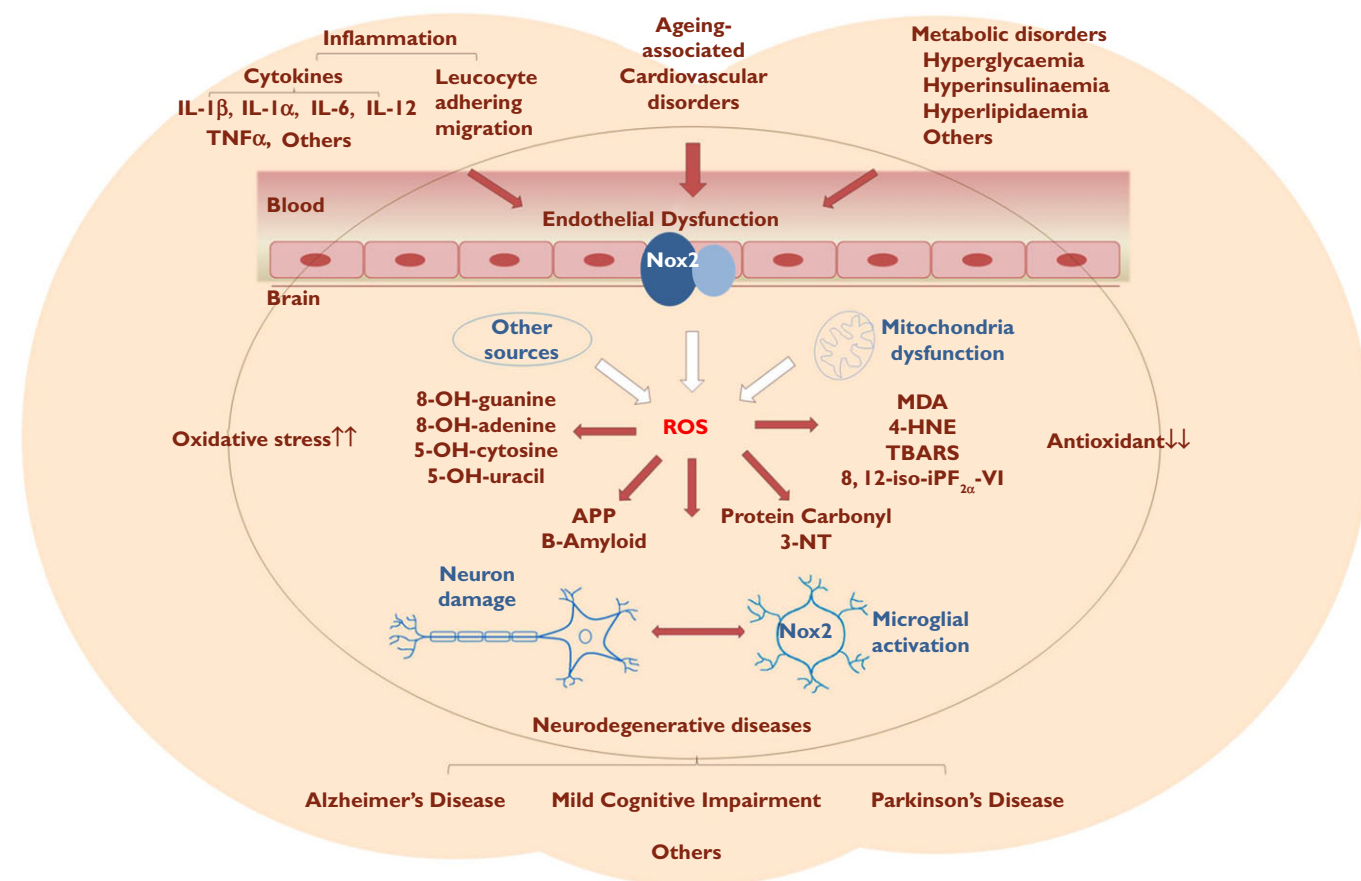 Inflammation
Cytokines
IL-1β, IL-1α, IL-6, IL-12
TNFα, Others
Leucocyte
adhering
migration
Ageing-
associated
Cardiovascular
disorders
Metabolic disorders
Hyperglycaemia
Hyperinsulinaemia
Hyperlipidaemia
Others
Blood
Endothelial Dysfunction
Nox2
Brain
Other
sources
Mitochondria
dysfunction
Oxidative stress↑↑
8-OH-guanine
8-OH-adenine
5-OH-cytosine
5-OH-uracil
ROS
MDA
4-HNE
TBARS
8, 12-iso-iPF2α-VI
Antioxidant↓↓
APP
B-Amyloid
Protein Carbonyl
3-NT
Neuron
damage
Nox2
Microglial
activation
Neurodegenerative diseases
Alzheimer's Disease
Mild Cognitive Impairment
Parkinson's Disease
Others